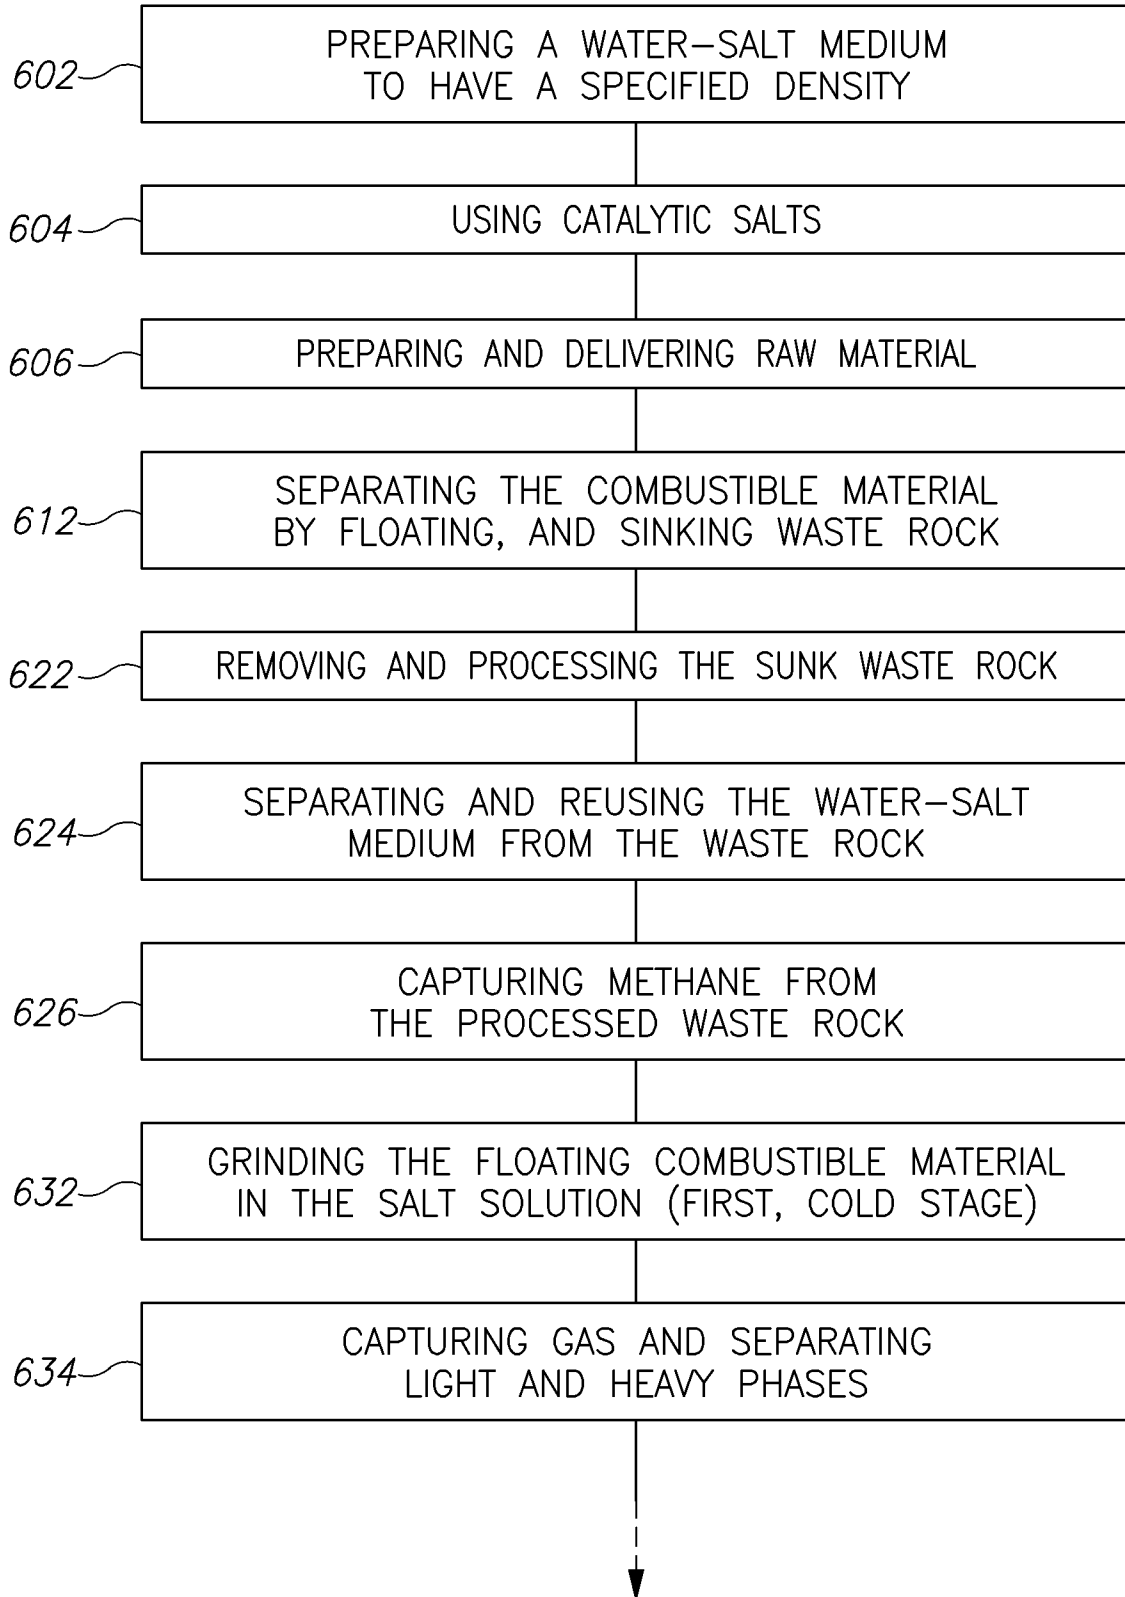 602
PREPARING A WATER-SALT MEDIUM
TO HAVE A SPECIFIED DENSITY
604
USING CATALYTIC SALTS
606
PREPARING AND DELIVERING RAW MATERIAL
612
SEPARATING THE COMBUSTIBLE MATERIAL
BY FLOATING, AND SINKING WASTE ROCK
622
REMOVING AND PROCESSING THE SUNK WASTE ROCK
624
SEPARATING AND REUSING THE WATER-SALT
MEDIUM FROM THE WASTE ROCK
626
CAPTURING METHANE FROM
THE PROCESSED WASTE ROCK
632
GRINDING THE FLOATING COMBUSTIBLE MATERIAL
IN THE SALT SOLUTION (FIRST, COLD STAGE)
634
CAPTURING GAS AND SEPARATING
LIGHT AND HEAVY PHASES